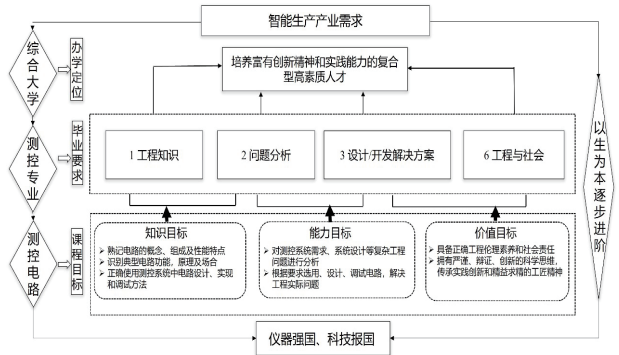 智能生产产业需求
综合大学
办学定位
培养富有创新精神和实践能力的复合
型高素质人才
测控专业
毕业要求
1 工程知识
2 问题分析
3 设计/开发解决方案
6 工程与社会
以生为本逐步进阶
测控电路
课程目标
知识目标
熟记电路的概念、组成及性能特点
识别典型电路功能，原理及场合
正确使用测控系统中电路设计、实现
和调试方法
能力目标
对测控系统需求、系统设计等复杂工程
问题进行分析
根据要求选用、设计、调试电路，解决
工程实际问题
价值目标
具备正确工程伦理素养和社会责任
拥有严谨、辩证、创新的科学思维，
传承实践创新和精益求精的工匠精神
仪器强国、科技报国